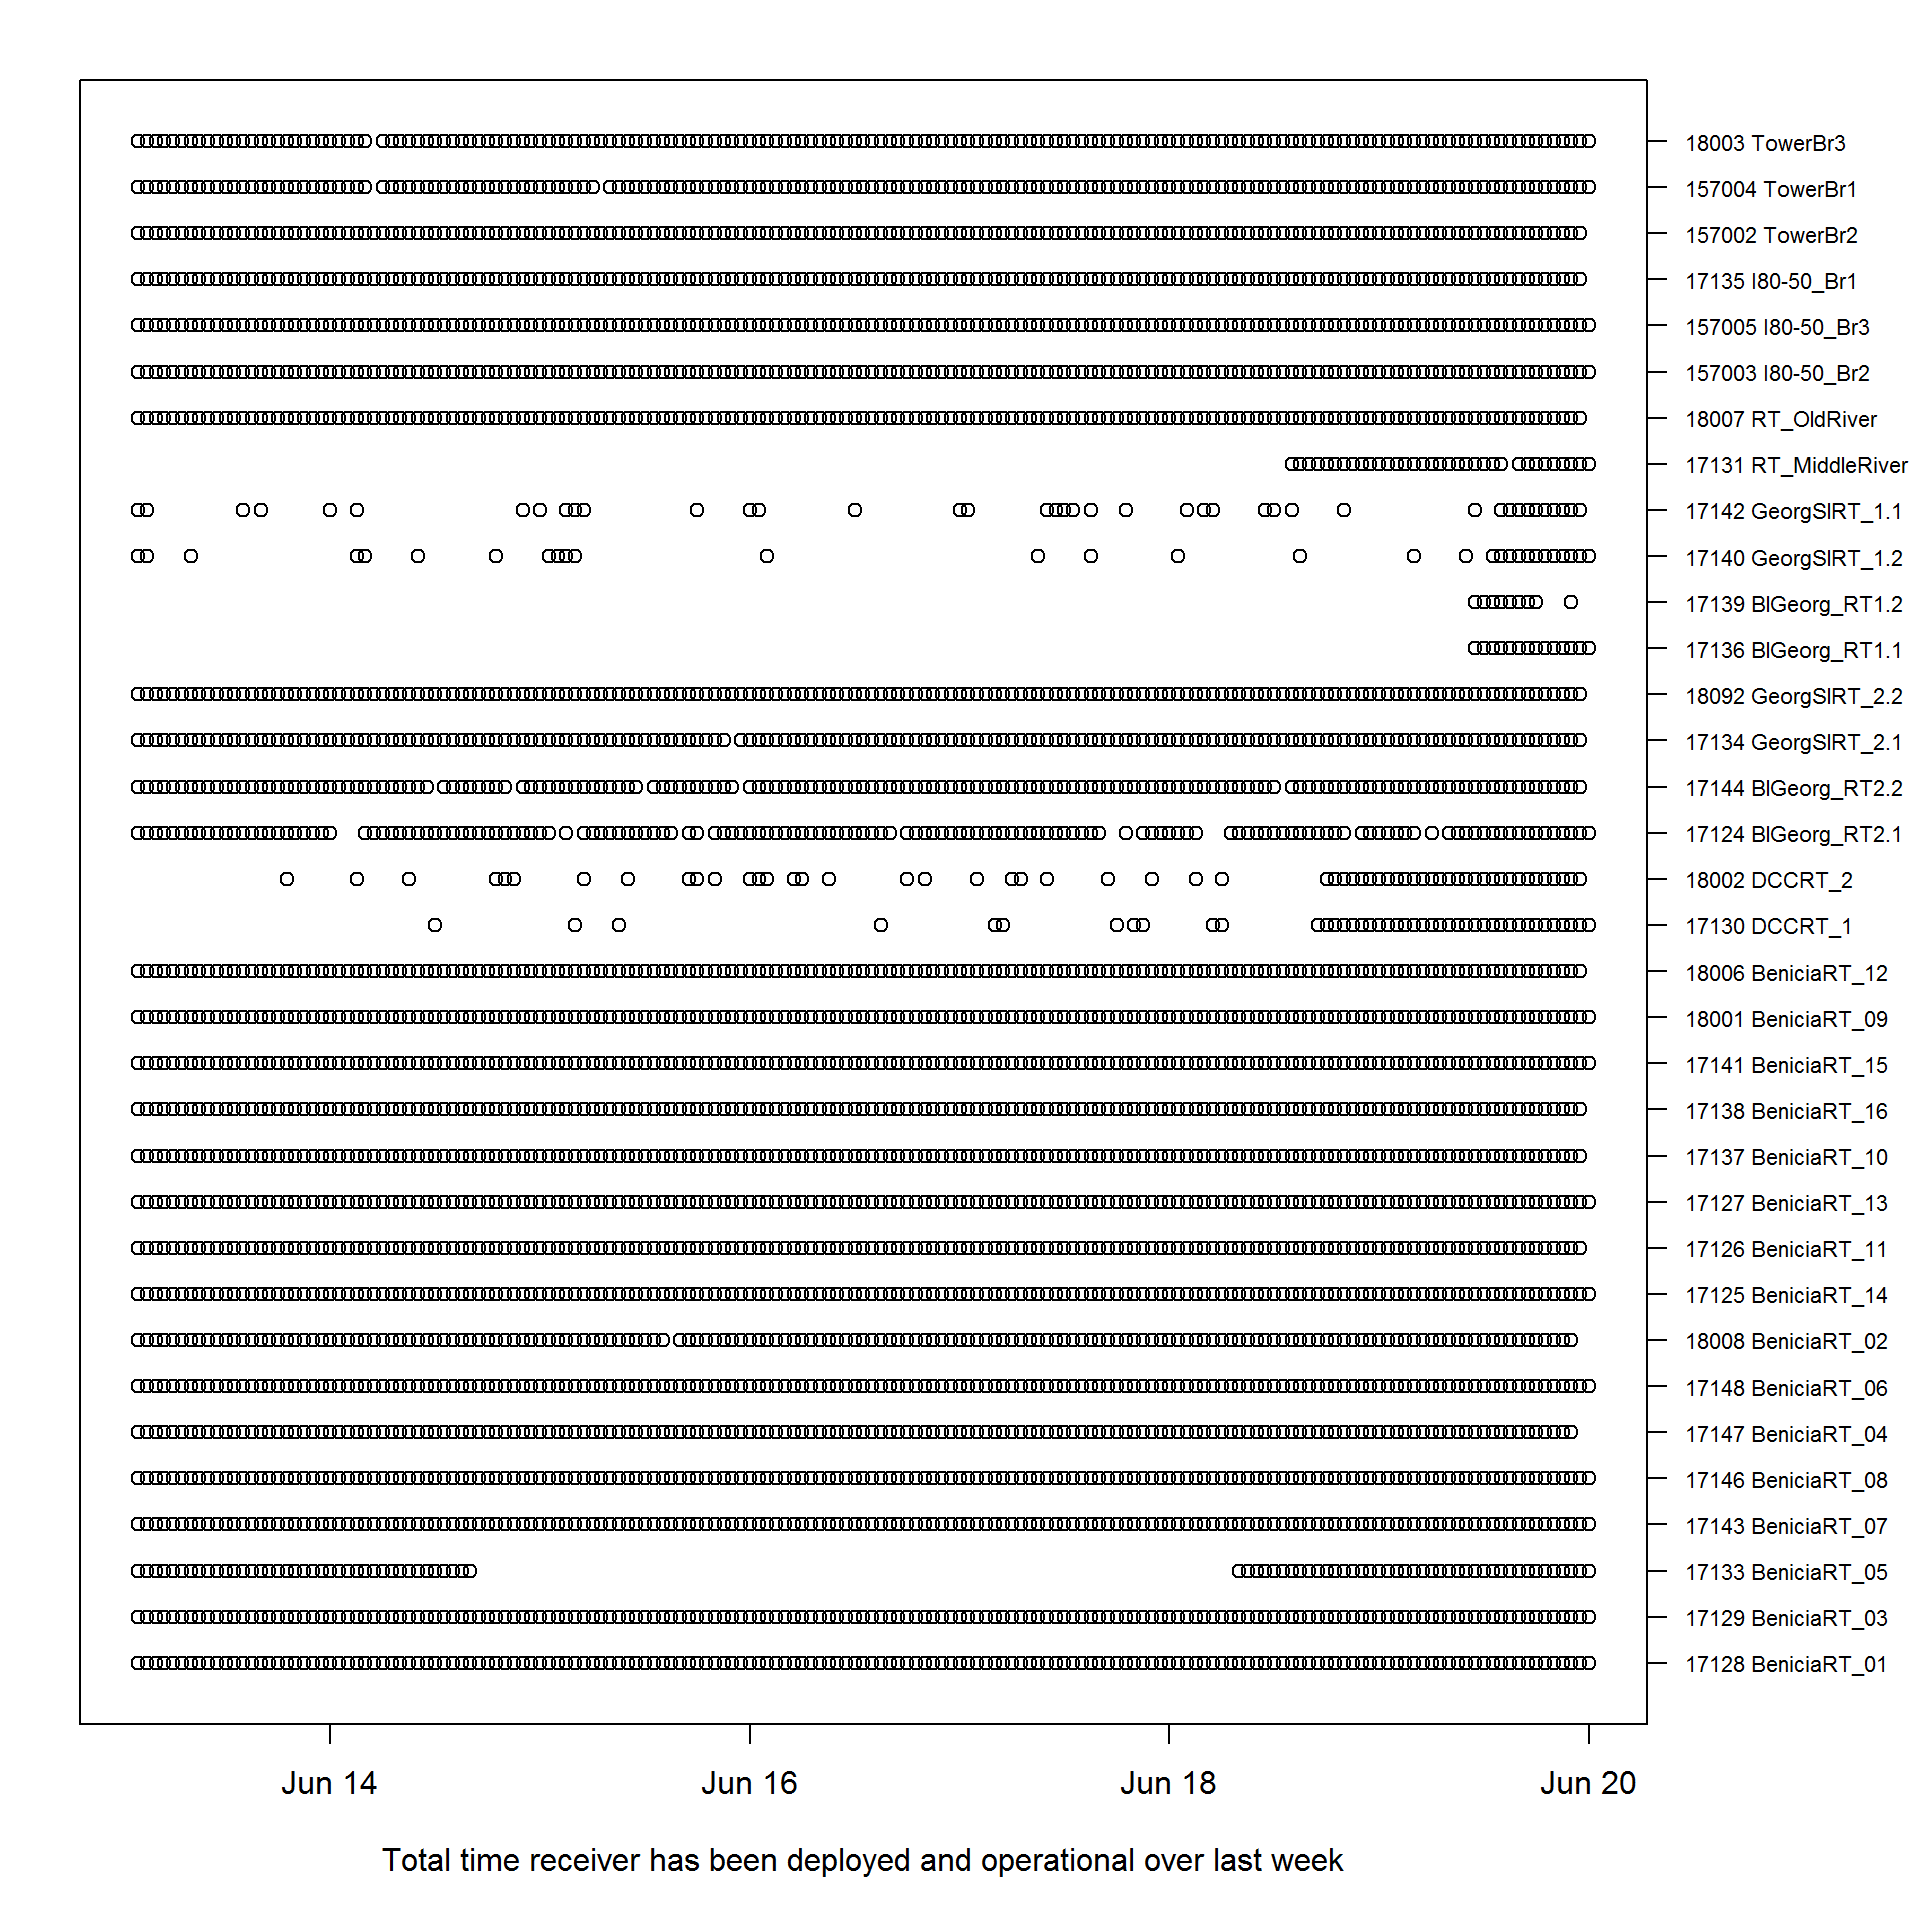 18003 TowerBr3
157004 TowerBr1
157002 TowerBr2
17135 I80-50_Br1
157005 I80-50_Br3
157003 I80-50_Br2
18007 RT_OldRiver
17131 RT_MiddleRiver
17142 GeorgSlRT_1.1
17140 GeorgSlRT_1.2
17139 BlGeorg_RT1.2
17136 BlGeorg_RT1.1
18092 GeorgSlRT_2.2
17134 GeorgSlRT_2.1
17144 BlGeorg_RT2.2
17124 BlGeorg_RT2.1
18002 DCCRT_2
17130 DCCRT_1
18006 BeniciaRT_12
18001 BeniciaRT_09
17141 BeniciaRT_15
17138 BeniciaRT_16
17137 BeniciaRT_10
17127 BeniciaRT_13
17126 BeniciaRT_11
17125 BeniciaRT_14
18008 BeniciaRT_02
17148 BeniciaRT_06
17147 BeniciaRT_04
17146 BeniciaRT_08
17143 BeniciaRT_07
17133 BeniciaRT_05
17129 BeniciaRT_03
17128 BeniciaRT_01
Jun 14 Jun 16 Jun 18 Jun 20
Total time receiver has been deployed and operational over last week